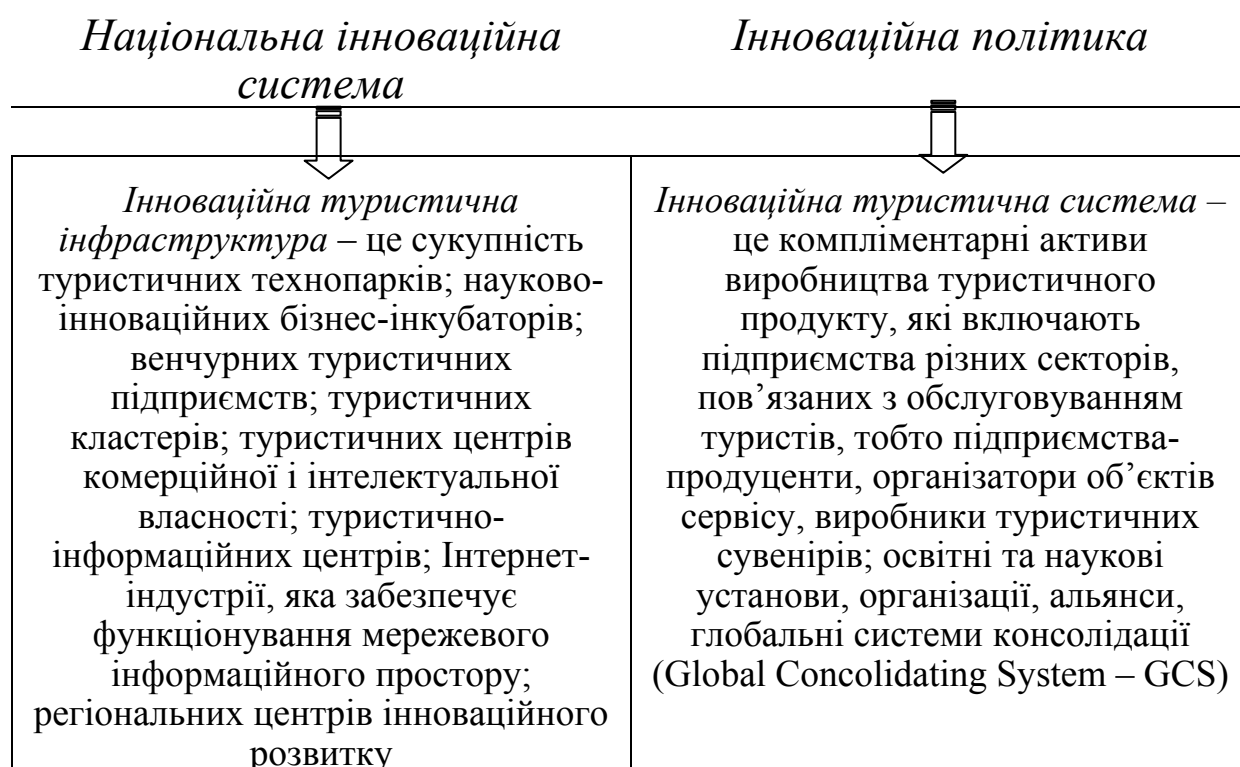 Національна інноваційна
система
Інноваційна політика
Інноваційна туристична
інфраструктура – це сукупність
туристичних технопарків; науково-
інноваційних бізнес-інкубаторів;
венчурних туристичних
підприємств; туристичних
кластерів; туристичних центрів
комерційної і інтелектуальної
власності; туристично-
інформаційних центрів; Інтернет-
індустрії, яка забезпечує
функціонування мережевого
інформаційного простору;
регіональних центрів інноваційного
розвитку
Інноваційна туристична система –
це компліментарні активи
виробництва туристичного
продукту, які включають
підприємства різних секторів,
пов’язаних з обслуговуванням
туристів, тобто підприємства-
продуценти, організатори об’єктів
сервісу, виробники туристичних
сувенірів; освітні та наукові
установи, організації, альянси,
глобальні системи консолідації
(Global Concolidating System – GCS)